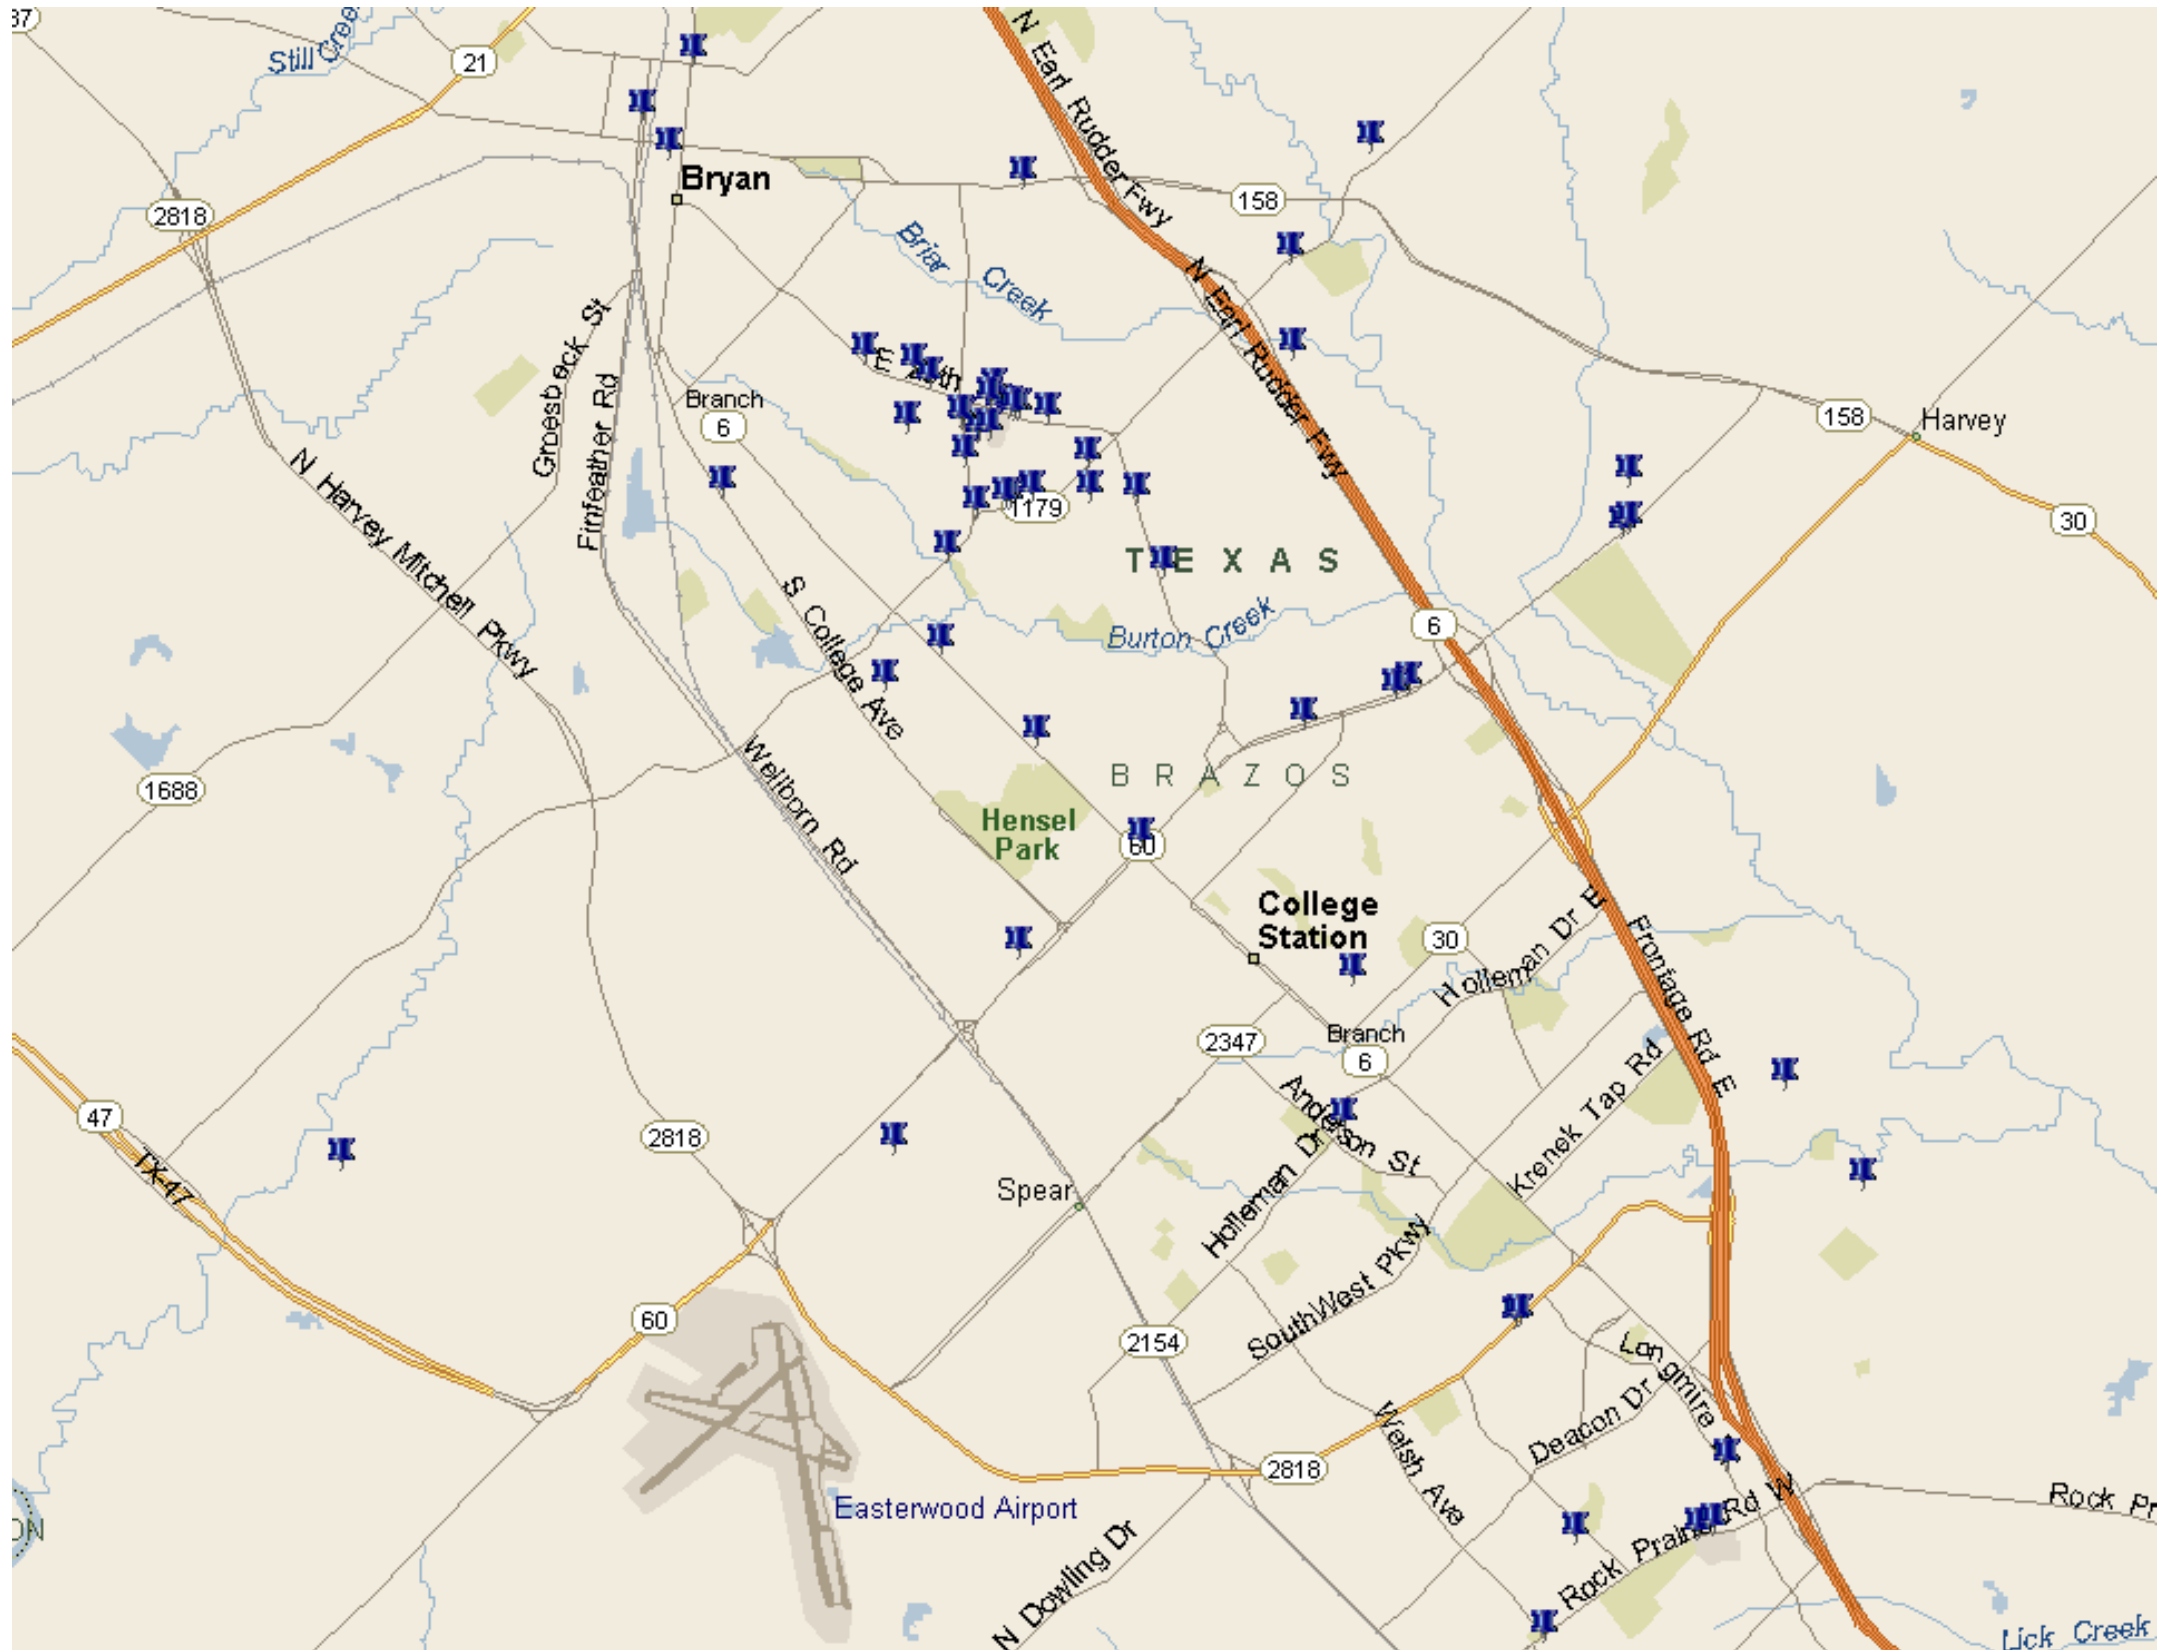 37
Still Cree
21
N Earl Rudder Fwy
Bryan
2818
158
Briar Creek
N Earl Rudder Fwy
Groesbeck St
Finfeather Rd
Branch
6
158
Harvey
N Harvey Mitchell Pkwy
1179
30
TEXAS
S College Ave
Burton Creek
6
Wellborn Rd
BRAZOS
1688
Hensel
Park
60
College
Station
30
Holleman Dr E
Frontage Rd E
2347
Branch
6
Anderson St
Krenek Tap Rd
47
TX-47
2818
Spear
Holleman Dr
SouthWest Pkwy
60
2154
Longmire
Deacon Dr
Welsh Ave
2818
Easterwood Airport
Rock Prairie Rd W
Rock Pr
ON
N Dowling Dr
Lick Creek